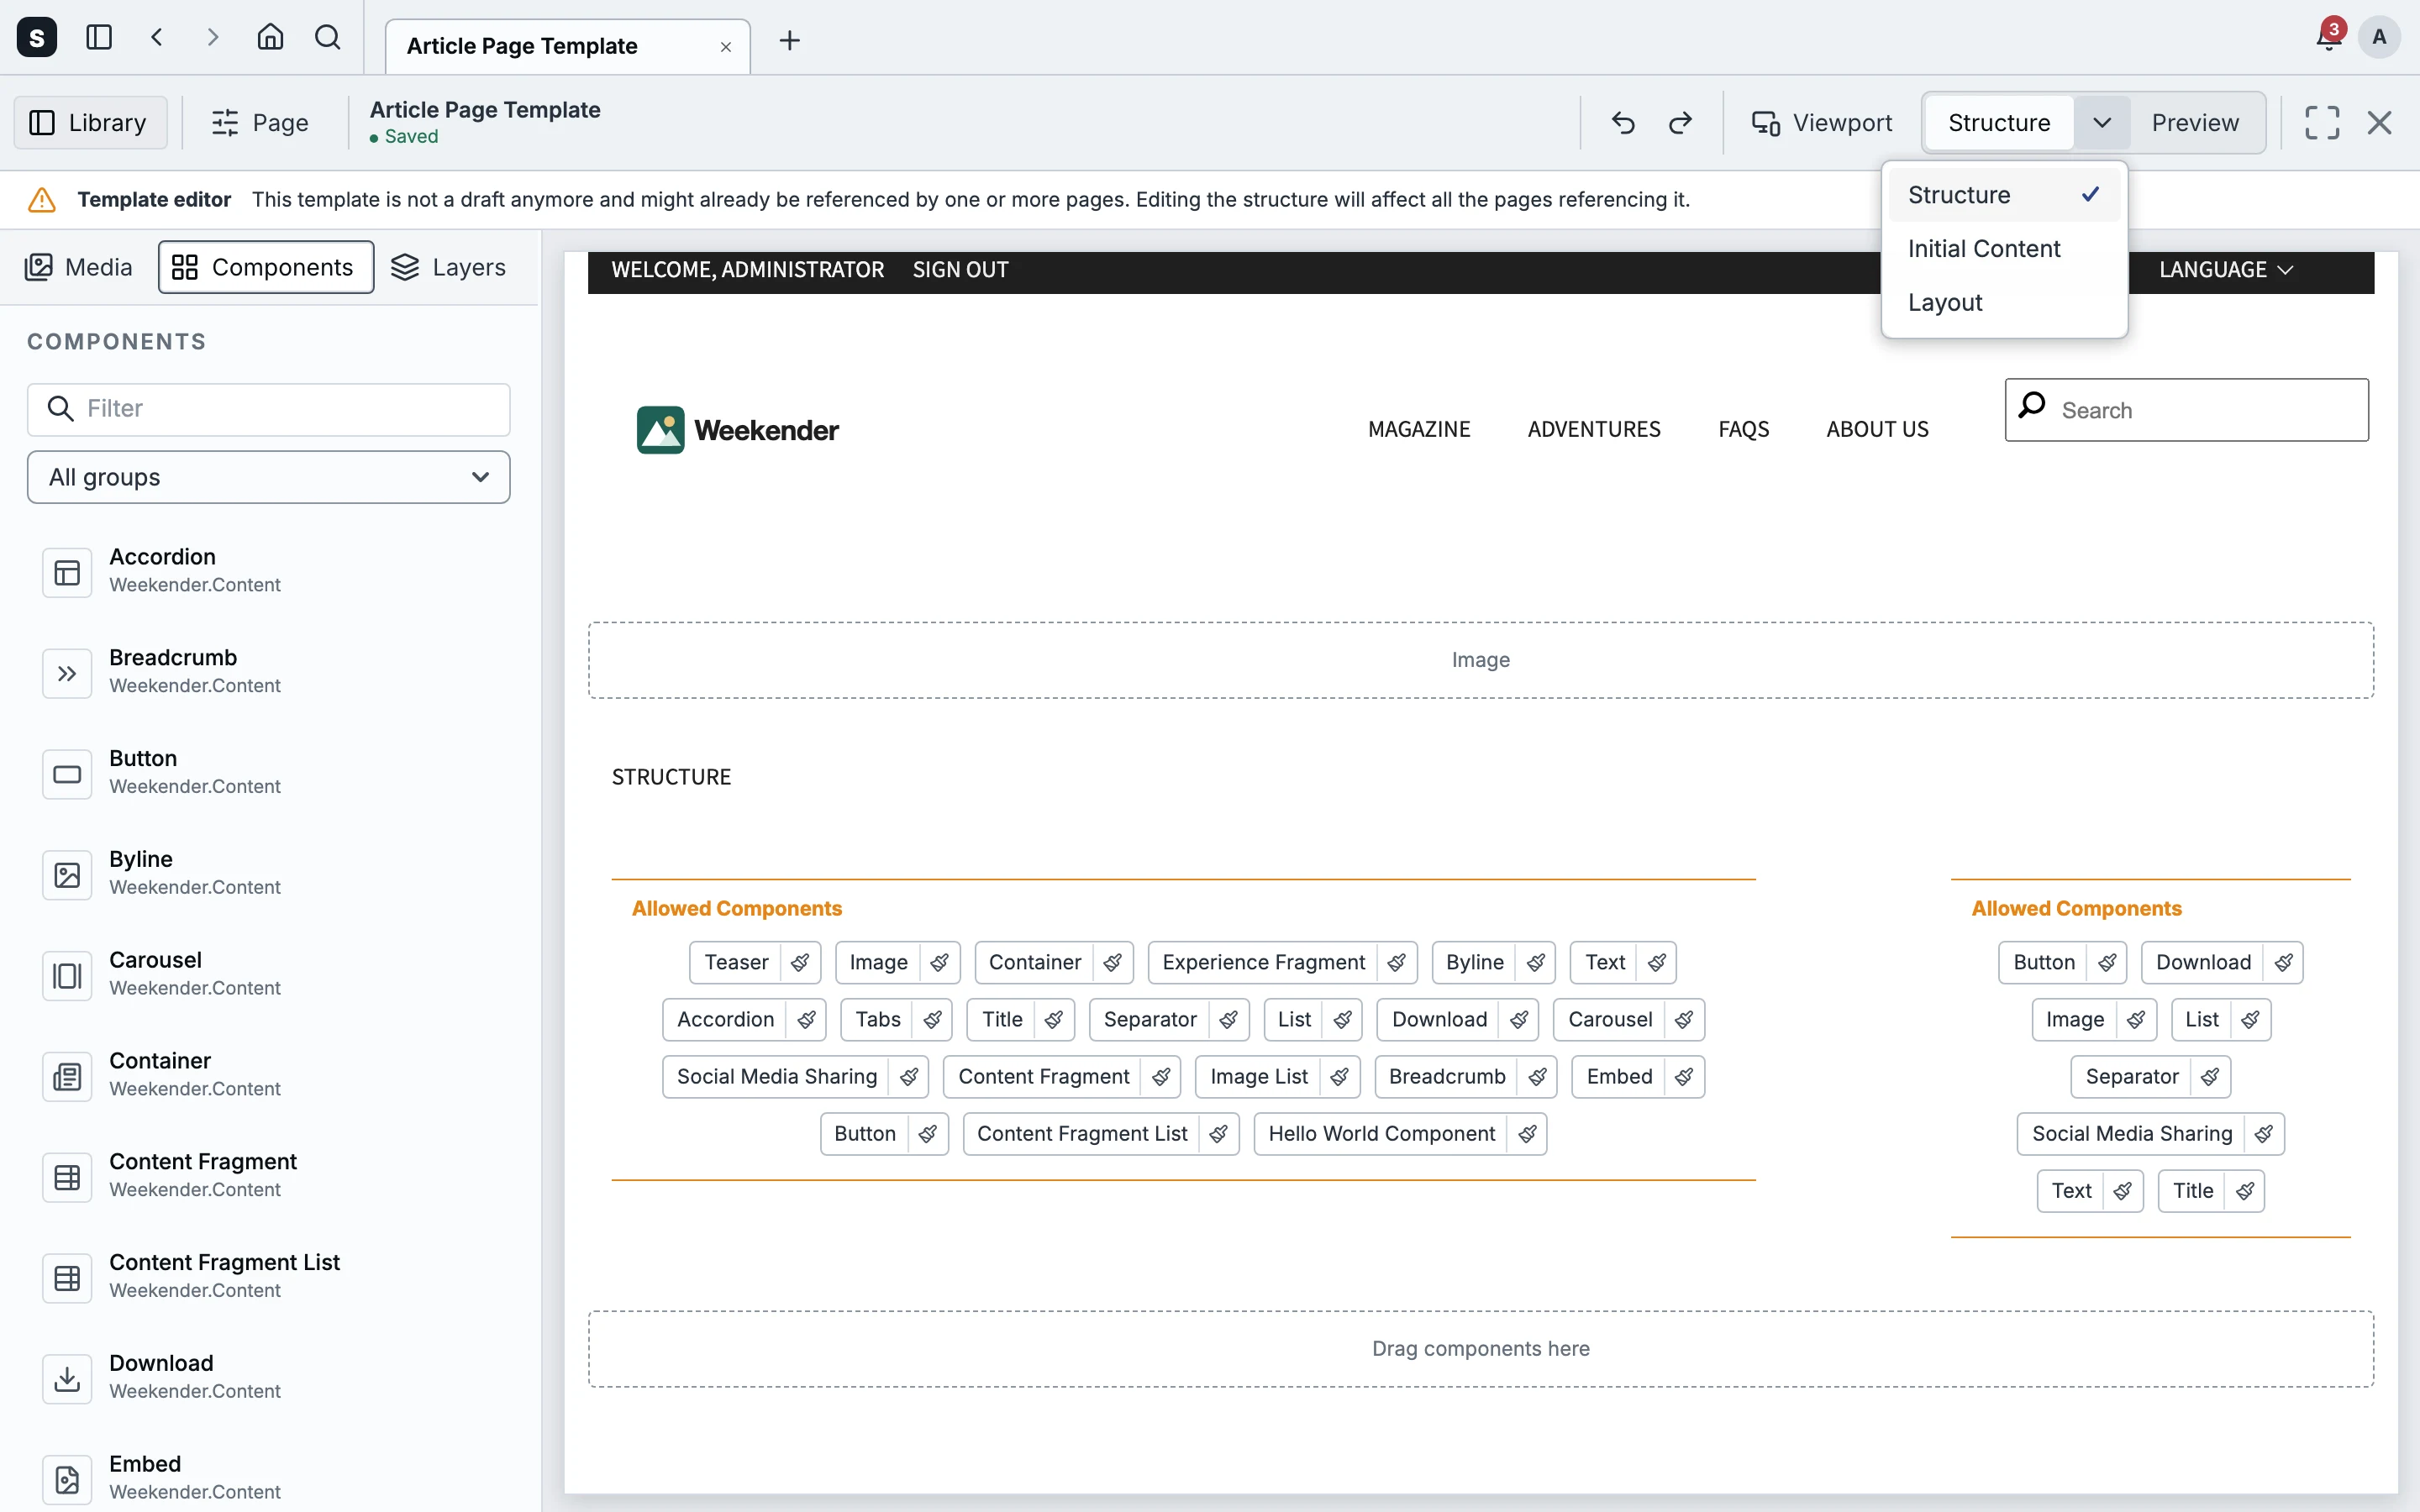 S
Article Page Template
3
A
Library
Page
Article Page Template
Saved
Viewport
Structure
Preview
Structure
Initial Content
Layout
Template editor This template is not a draft anymore and might already be referenced by one or more pages. Editing the structure will affect all the pages referencing it.
Media
Components
Layers
COMPONENTS
Filter
All groups
Accordion
Weekender.Content
Breadcrumb
Weekender.Content
Button
Weekender.Content
Byline
Weekender.Content
Carousel
Weekender.Content
Container
Weekender.Content
Content Fragment
Weekender.Content
Content Fragment List
Weekender.Content
Download
Weekender.Content
Embed
Weekender.Content
WELCOME, ADMINISTRATOR SIGN OUT
LANGUAGE
Weekender
MAGAZINE ADVENTURES FAQS ABOUT US
Search
Image
STRUCTURE
Allowed Components
Teaser Image Container Experience Fragment Byline Text
Accordion Tabs Title Separator List Download Carousel
Social Media Sharing Content Fragment Image List Breadcrumb Embed
Button Content Fragment List Hello World Component
Allowed Components
Button Download
Image List
Separator
Social Media Sharing
Text Title
Drag components here